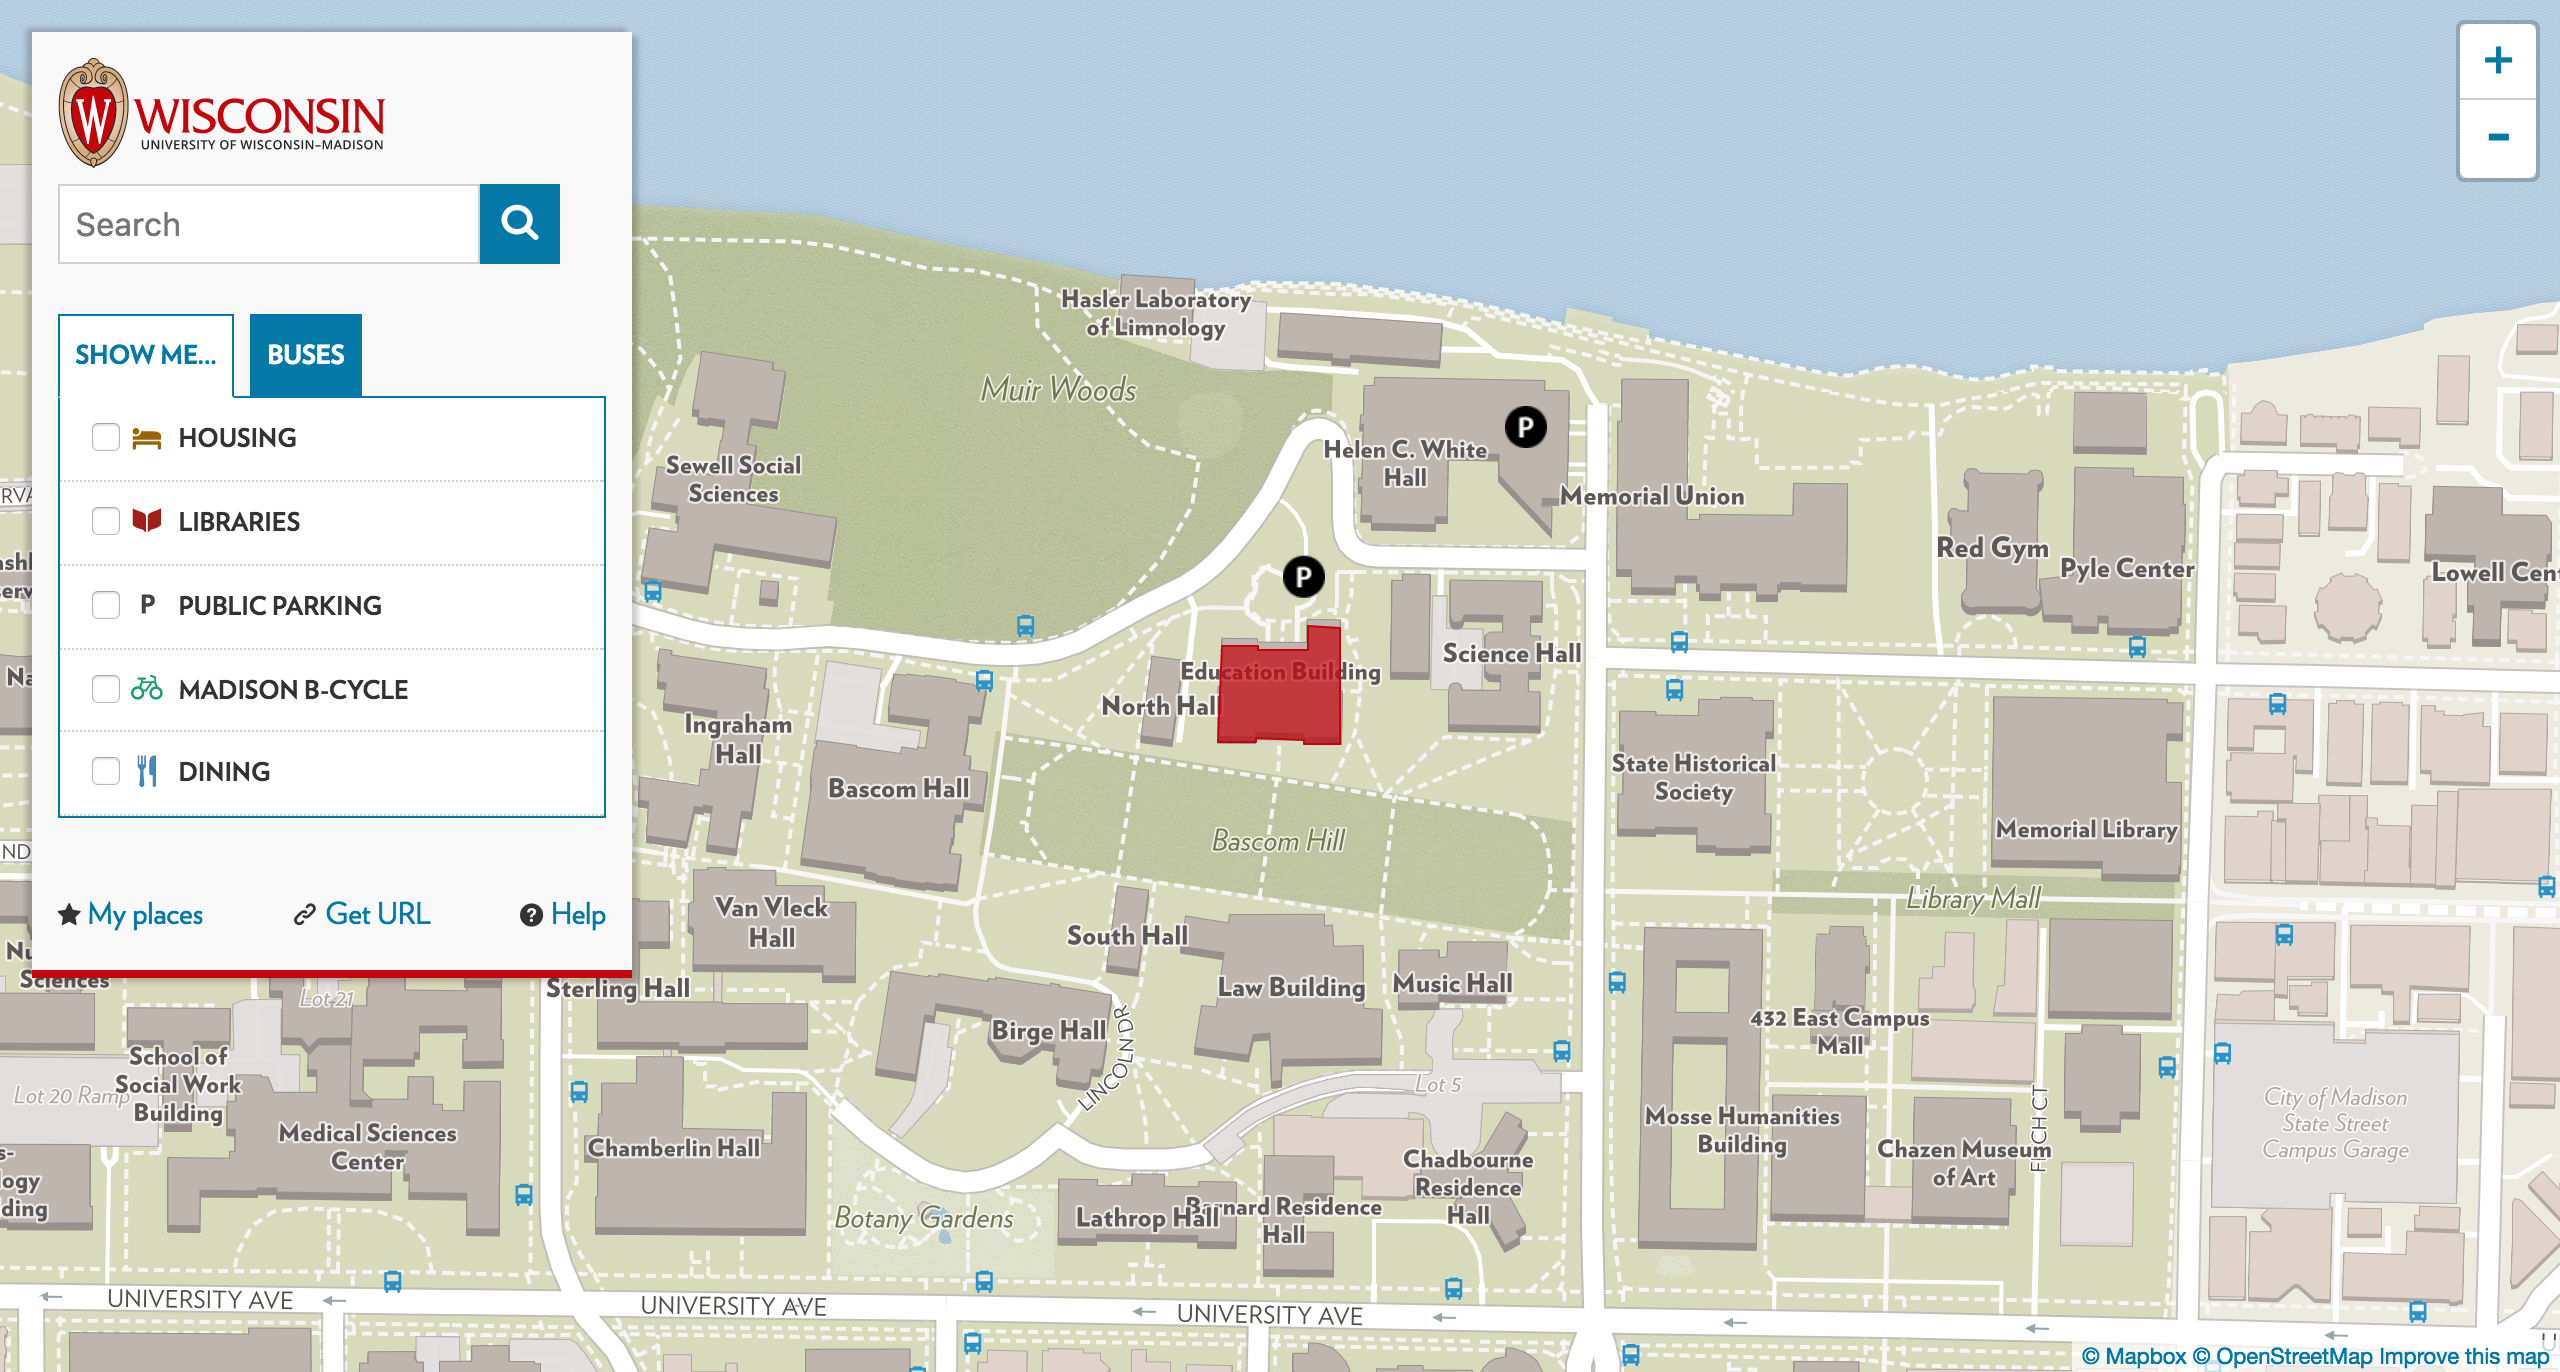 WISCONSIN
UNIVERSITY OF WISCONSIN–MADISON
Search
SHOW ME...
BUSES
HOUSING
LIBRARIES
P PUBLIC PARKING
MADISON B-CYCLE
DINING
My places
Get URL
Help
+
−
Hasler Laboratory
of Limnology
Muir Woods
P
Helen C. White
Hall
Sewell Social
Sciences
Memorial Union
Red Gym
Pyle Center
Lowell Cent
P
Science Hall
Education Building
North Hall
Ingraham
Hall
Bascom Hall
State Historical
Society
Memorial Library
Bascom Hill
Library Mall
Van Vleck
Hall
South Hall
Law Building
Music Hall
Sterling Hall
Sciences
Lot 21
Birge Hall
LINCOLN DR
432 East Campus
Mall
School of
Social Work
Building
Lot 20 Ramp
Lot 5
Medical Sciences
Center
Chamberlin Hall
Mosse Humanities
Building
Chazen Museum
of Art
City of Madison
State Street
Campus Garage
Chadbourne
Residence
Hall
Botany Gardens
Lathrop Hall
Barnard Residence
Hall
UNIVERSITY AVE
UNIVERSITY AVE
UNIVERSITY AVE
© Mapbox © OpenStreetMap Improve this map